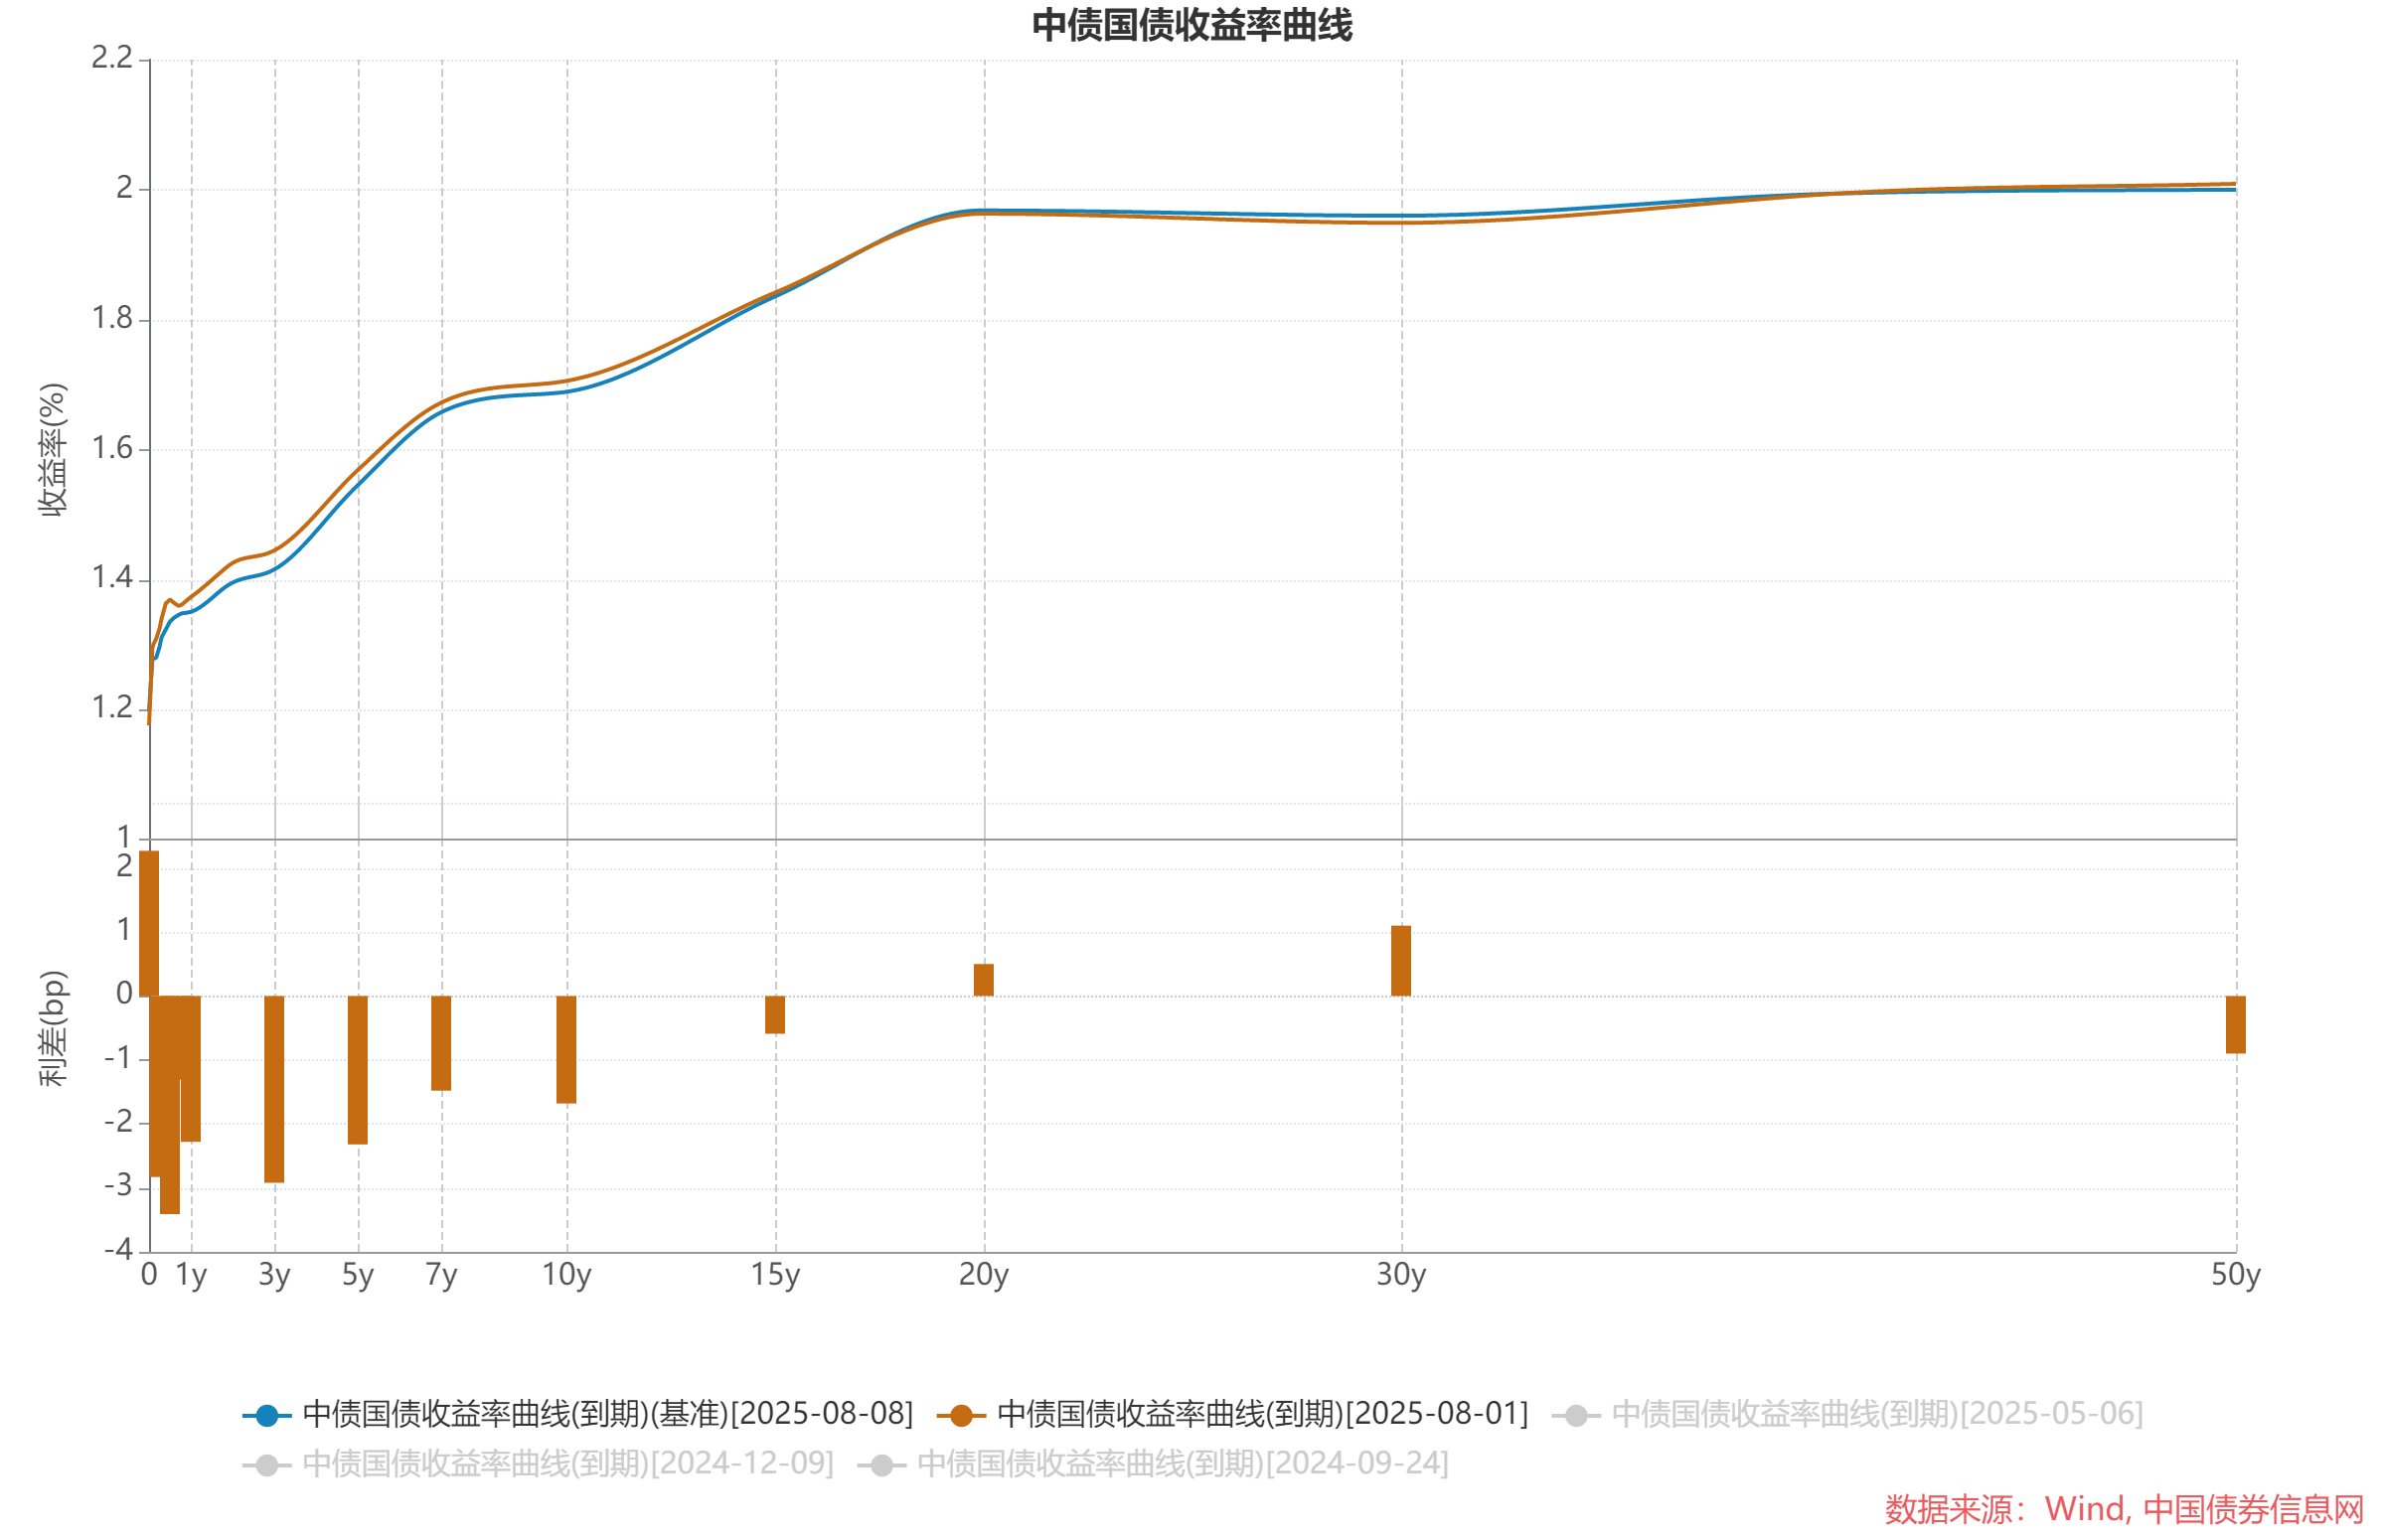 中债国债收益率曲线
2.2
2
1.8
1.6
1.4
1.2
1
收益率(%)
2
1
0
-1
-2
-3
-4
利差(bp)
0 1y 3y 5y 7y 10y 15y 20y 30y 50y
中债国债收益率曲线(到期)(基准)[2025-08-08] 中债国债收益率曲线(到期)[2025-08-01] 中债国债收益率曲线(到期)[2025-05-06]
中债国债收益率曲线(到期)[2024-12-09] 中债国债收益率曲线(到期)[2024-09-24]
数据来源：Wind, 中国债券信息网